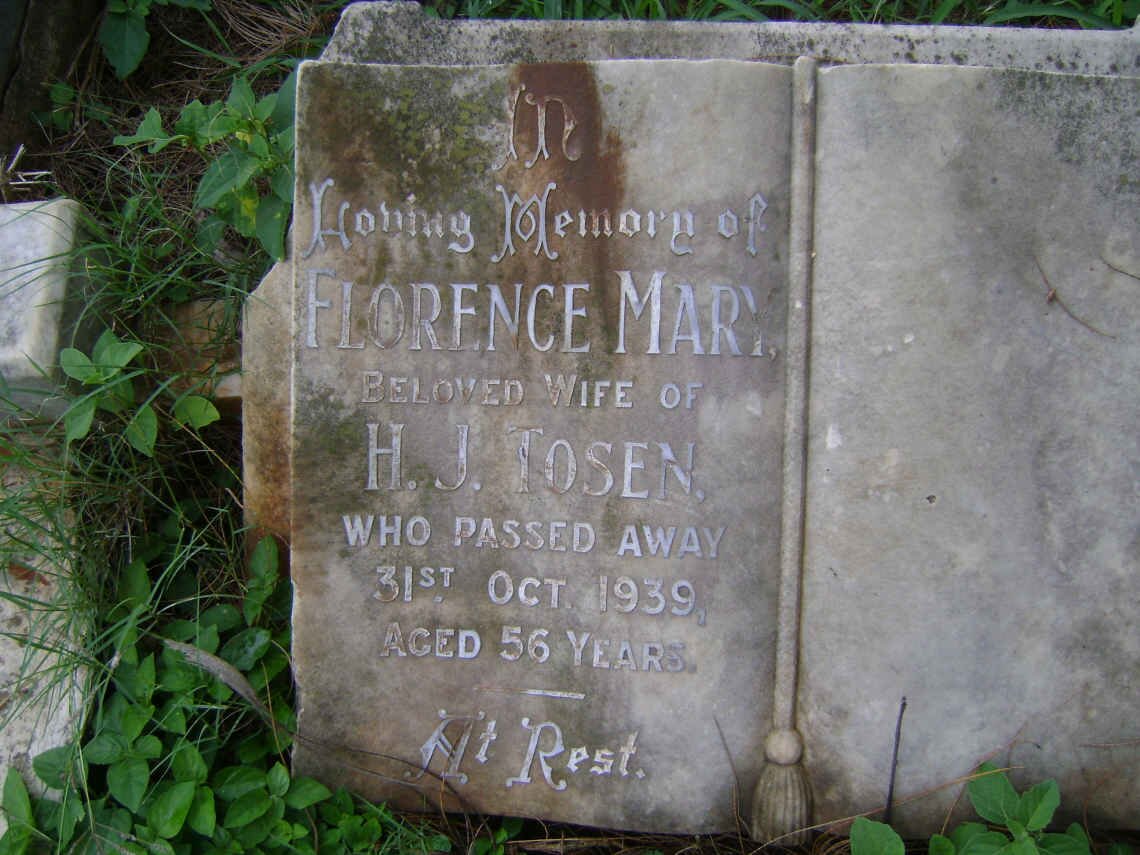 In
Loving Memory of
FLORENCE MARY,
BELOVED WIFE OF
H. J. TOSEN,
WHO PASSED AWAY
31ST. OCT. 1939,
AGED 56 YEARS.
At Rest.